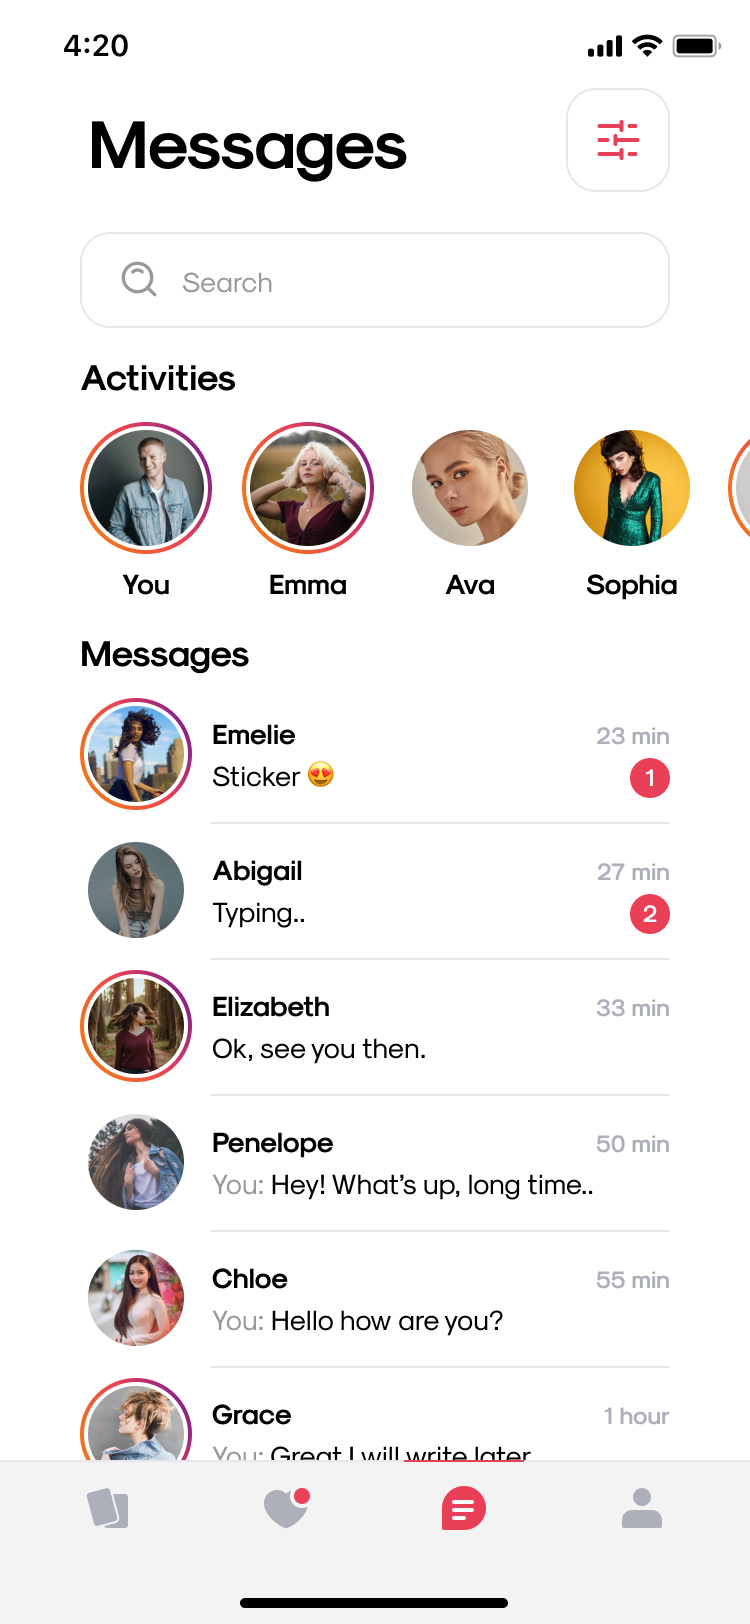 4:20
Messages
Search
Activities
You
Emma
Ava
Sophia
Messages
Emelie
23 min
Sticker 😍
1
Abigail
27 min
Typing..
2
Elizabeth
33 min
Ok, see you then.
Penelope
50 min
You: Hey! What’s up, long time..
Chloe
55 min
You: Hello how are you?
Grace
1 hour
You: Great I will write later